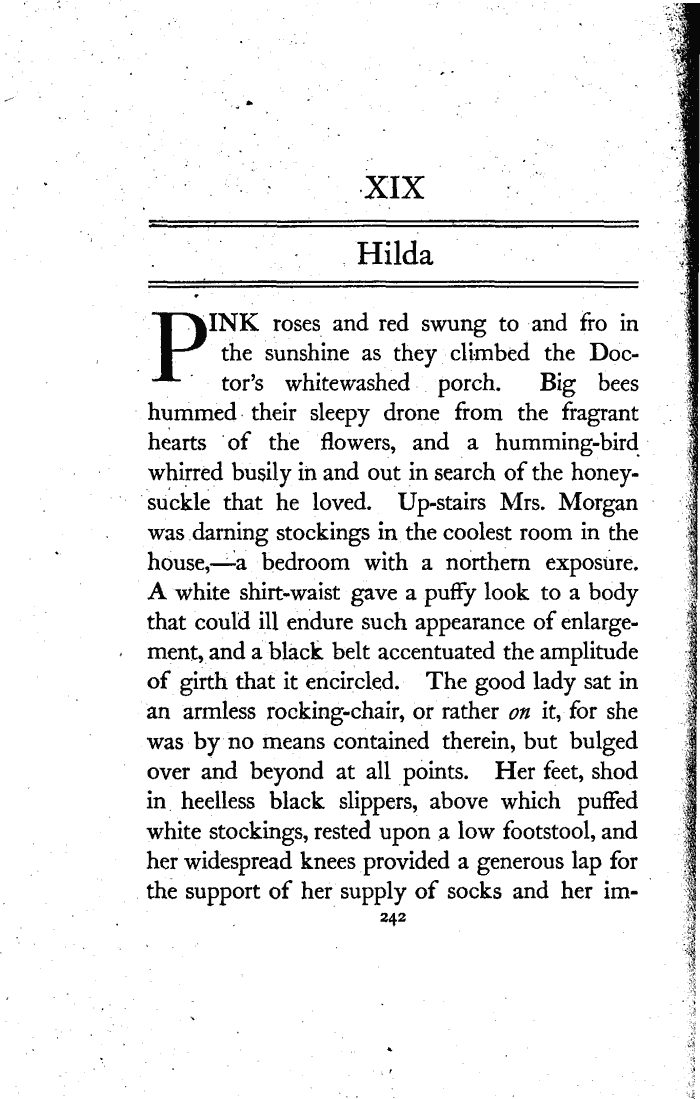 XIX
Hilda
PINK roses and red swung to and fro in
the sunshine as they climbed the Doc-
tor's whitewashed porch. Big bees
hummed their sleepy drone from the fragrant
hearts of the flowers, and a humming-bird
whirred busily in and out in search of the honey-
suckle that he loved. Up-stairs Mrs. Morgan
was darning stockings in the coolest room in the
house,—a bedroom with a northern exposure.
A white shirt-waist gave a puffy look to a body
that could ill endure such appearance of enlarge-
ment, and a black belt accentuated the amplitude
of girth that it encircled. The good lady sat in
an armless rocking-chair, or rather on it, for she
was by no means contained therein, but bulged
over and beyond at all points. Her feet, shod
in heelless black slippers, above which puffed
white stockings, rested upon a low footstool, and
her widespread knees provided a generous lap for
the support of her supply of socks and her im-
242